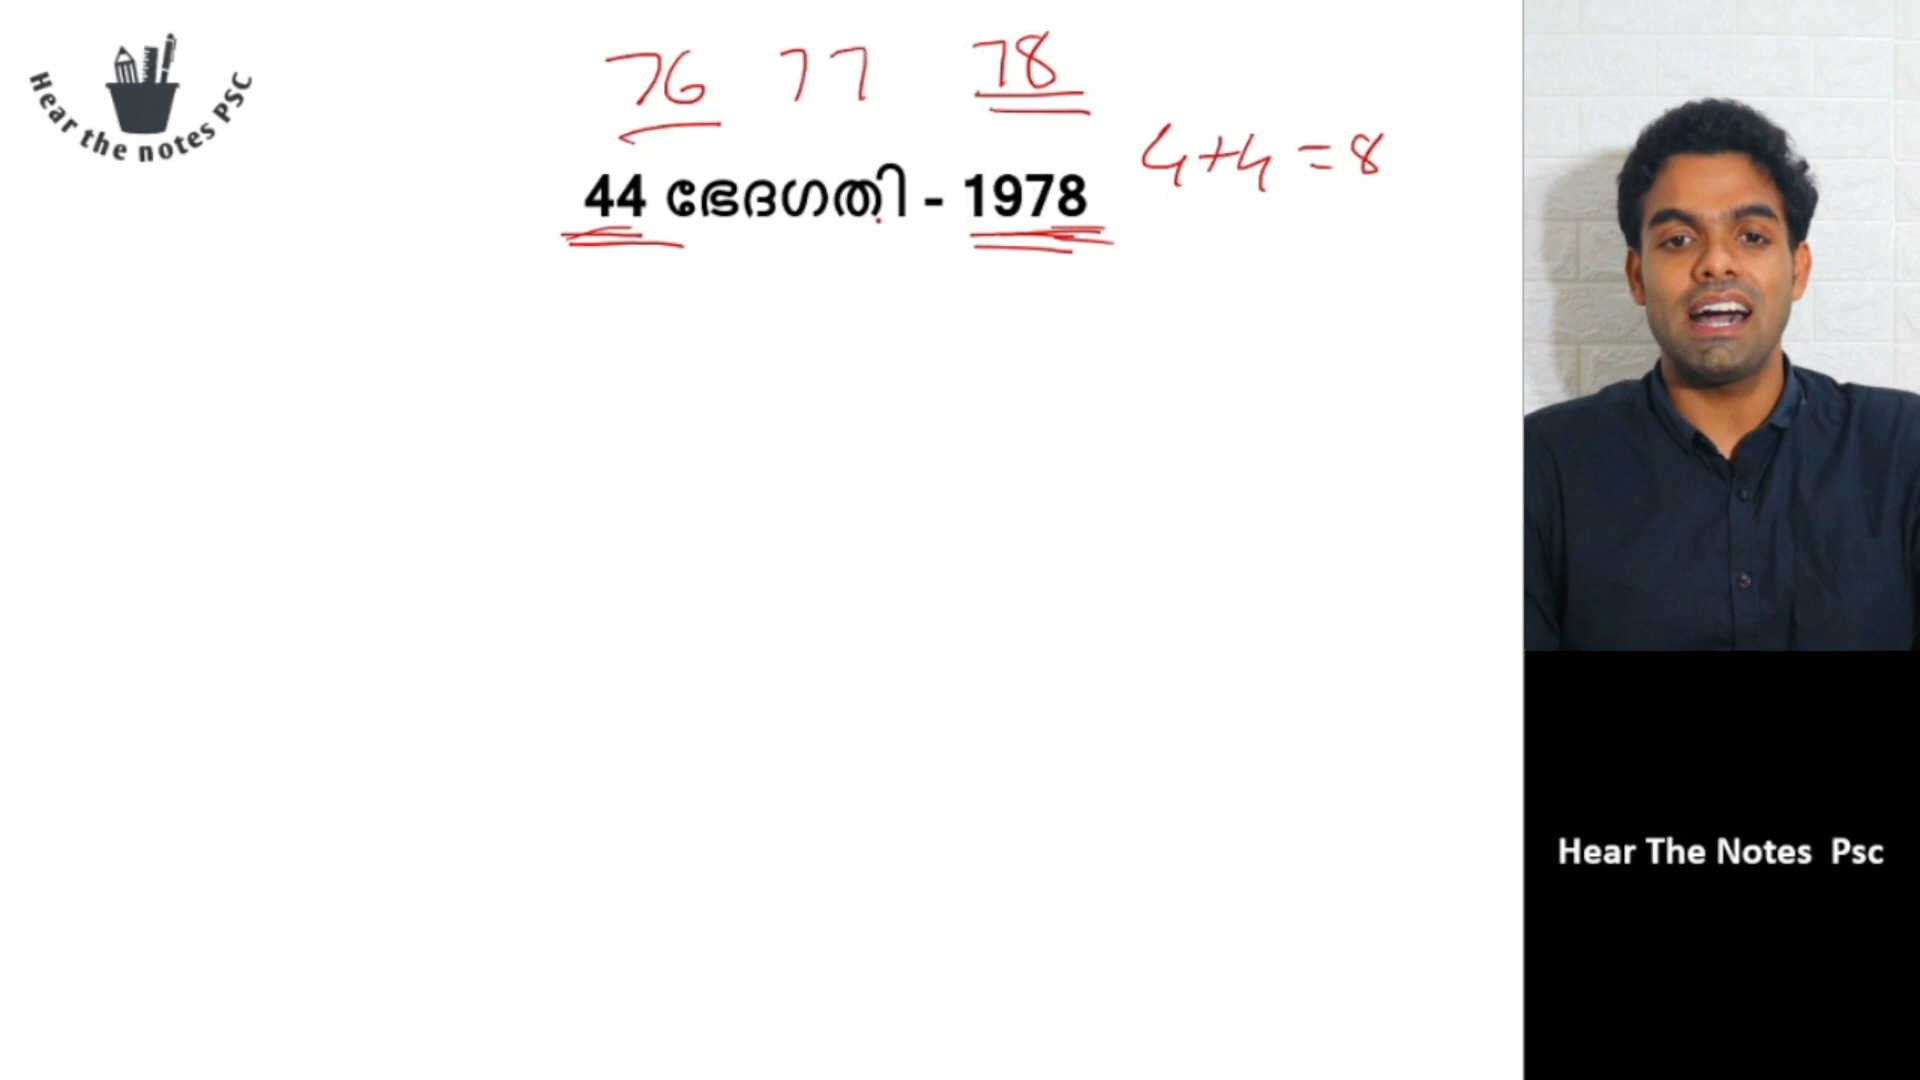 Hear the notes PSC
76 77 78
4+4=8
44 ഭേദഗതി - 1978
Hear The Notes Psc